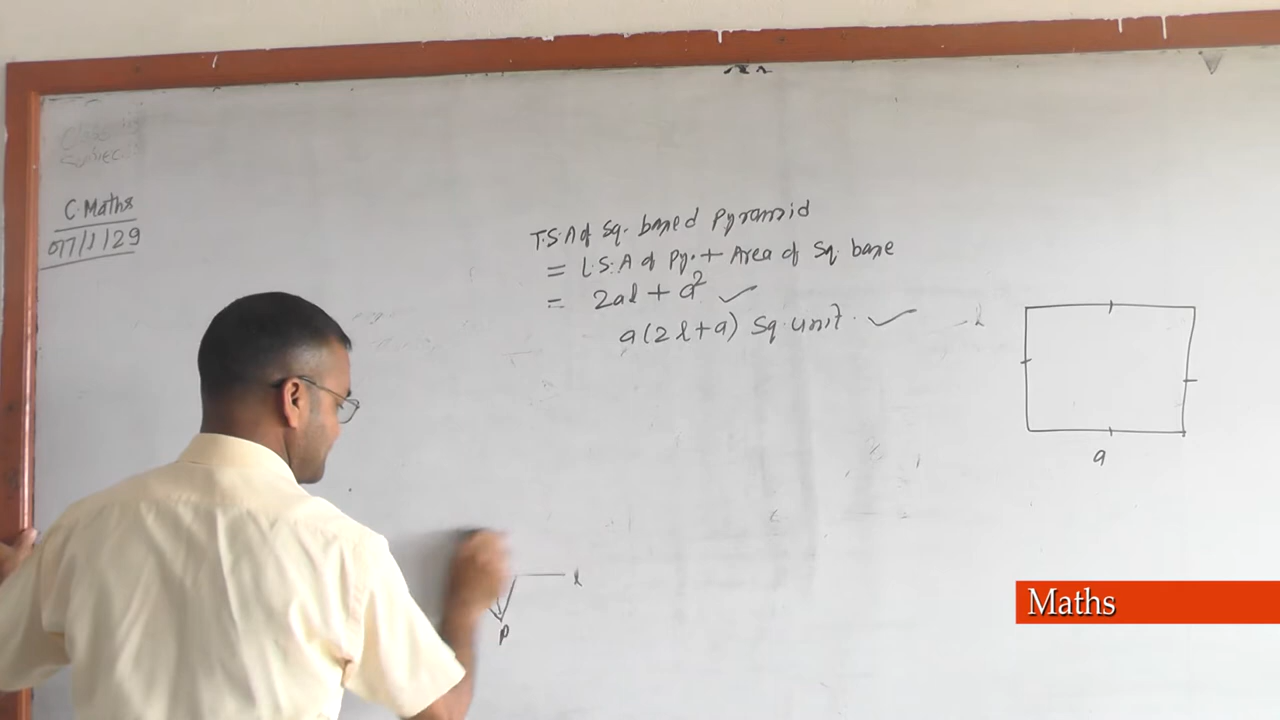 C. Maths
077/1/29
T.S.A of sq. based pyramid
= L.S.A of py. + Area of sq. base
= 2al + a² ✓
a(2l+a) sq. unit. ✓
a
l
P
Maths